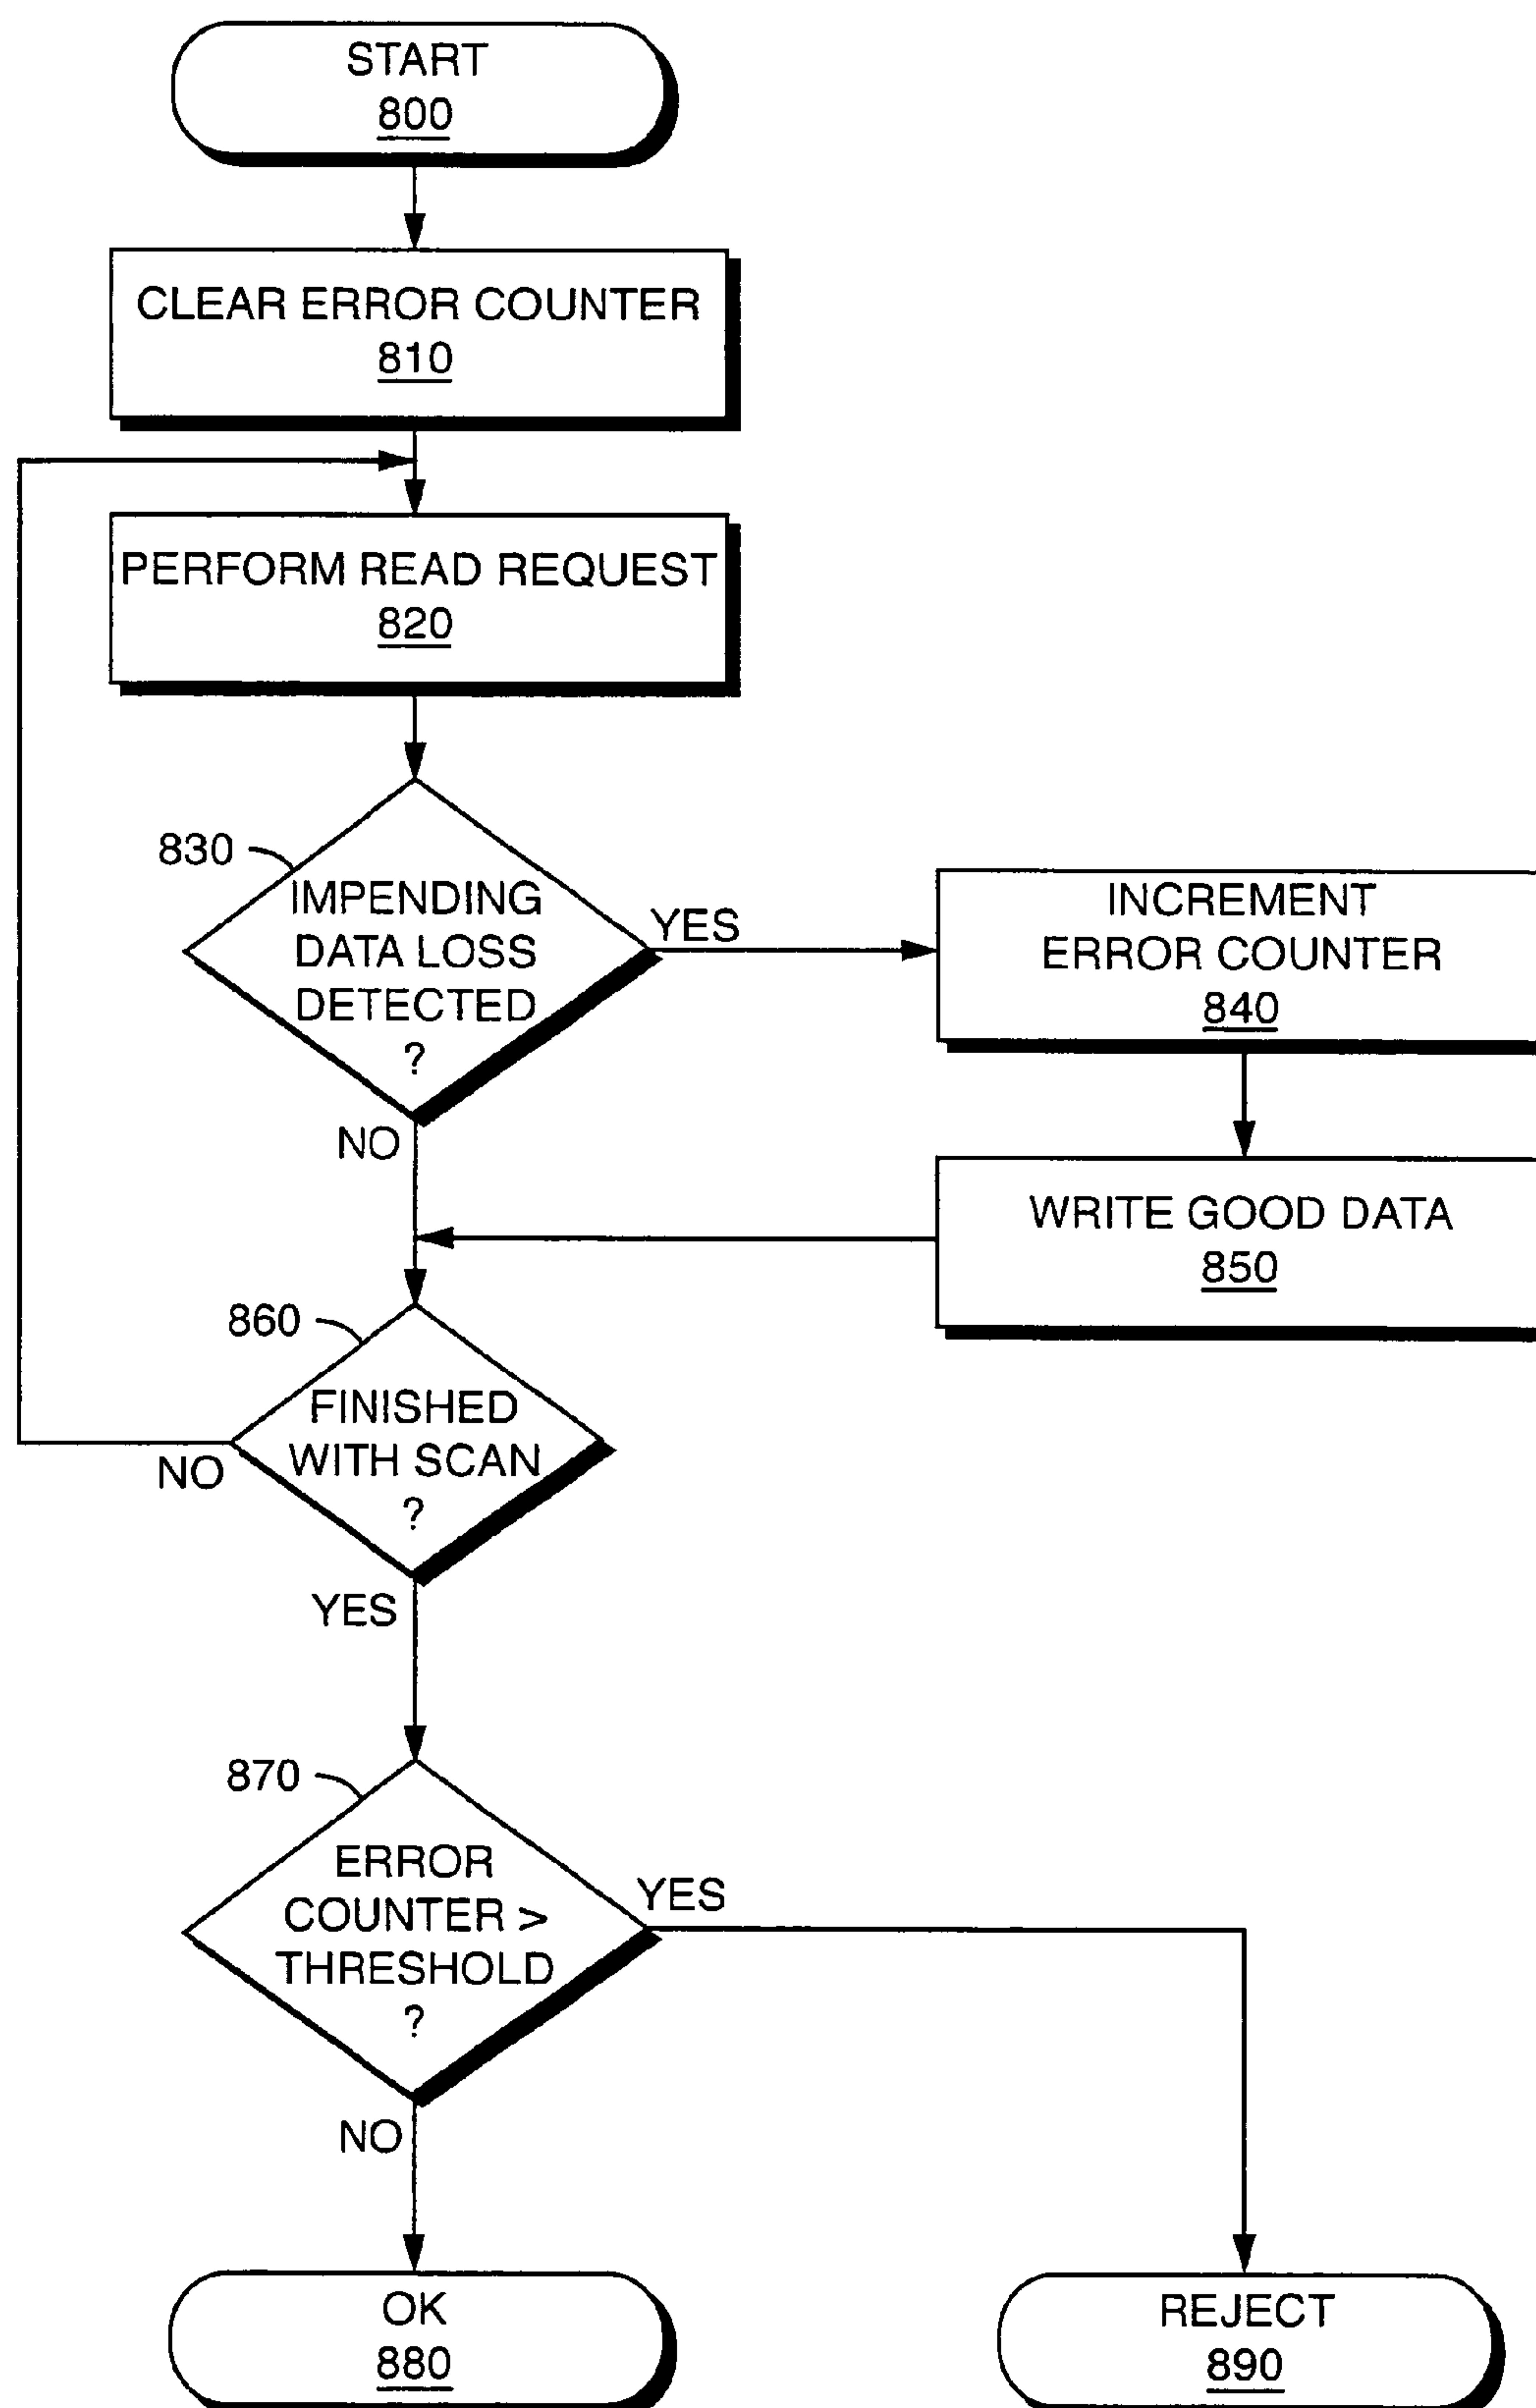 START
800
CLEAR ERROR COUNTER
810
PERFORM READ REQUEST
820
830
IMPENDING
DATA LOSS
DETECTED
?
YES
NO
INCREMENT
ERROR COUNTER
840
WRITE GOOD DATA
850
860
FINISHED
WITH SCAN
?
NO
YES
870
ERROR
COUNTER >
THRESHOLD
?
YES
NO
OK
880
REJECT
890